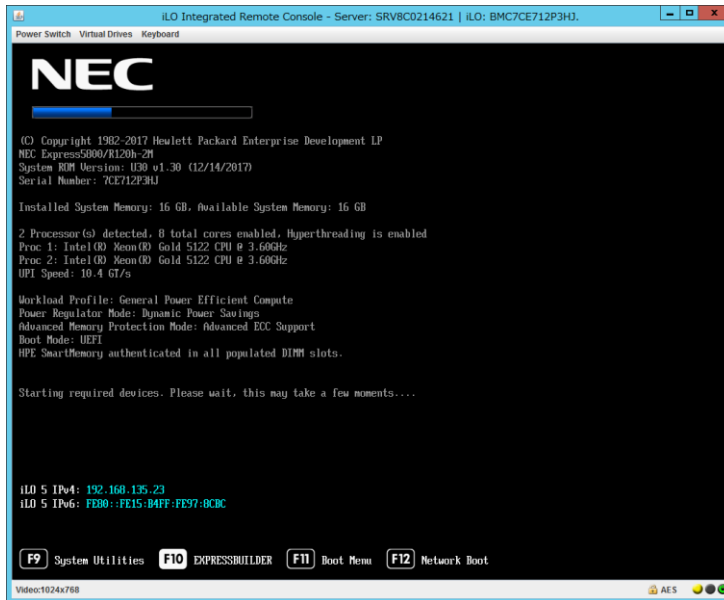 iLO Integrated Remote Console - Server: SRV8C0214621 | iLO: BMC7CE712P3HJ.
Power Switch Virtual Drives Keyboard
NEC
(C) Copyright 1982-2017 Hewlett Packard Enterprise Development LP
NEC Express5800/R120h-2M
System ROM Version: U30 v1.30 (12/14/2017)
Serial Number: 7CE712P3HJ
Installed System Memory: 16 GB, Available System Memory: 16 GB
2 Processor(s) detected, 8 total cores enabled, Hyperthreading is enabled
Proc 1: Intel(R) Xeon(R) Gold 5122 CPU @ 3.60GHz
Proc 2: Intel(R) Xeon(R) Gold 5122 CPU @ 3.60GHz
UPI Speed: 10.4 GT/s
Workload Profile: General Power Efficient Compute
Power Regulator Mode: Dynamic Power Savings
Advanced Memory Protection Mode: Advanced ECC Support
Boot Mode: UEFI
HPE SmartMemory authenticated in all populated DIMM slots.
Starting required devices. Please wait, this may take a few moments....
iLO 5 IPv4: 192.168.135.23
iLO 5 IPv6: FE80::FE15:B4FF:FE97:8CBC
F9 System Utilities F10 EXPRESSBUILDER F11 Boot Menu F12 Network Boot
Video:1024x768 AES